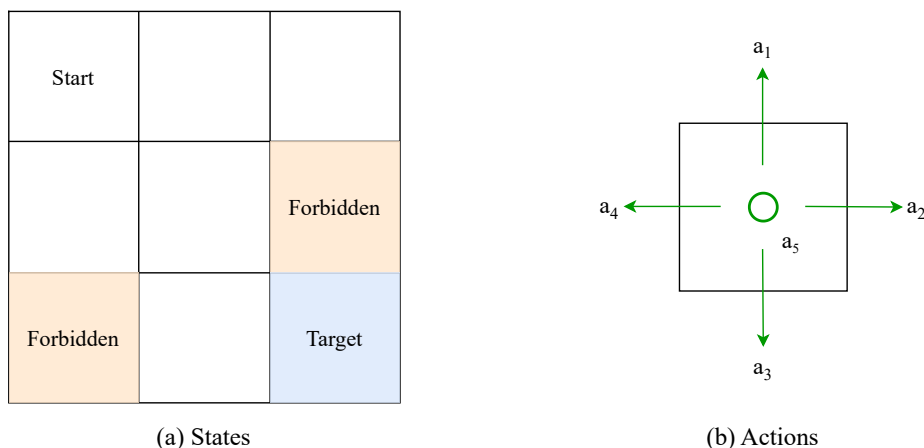 Start
Forbidden
Forbidden
Target
(a) States
a₁
a₄
a₂
a₅
a₃
(b) Actions